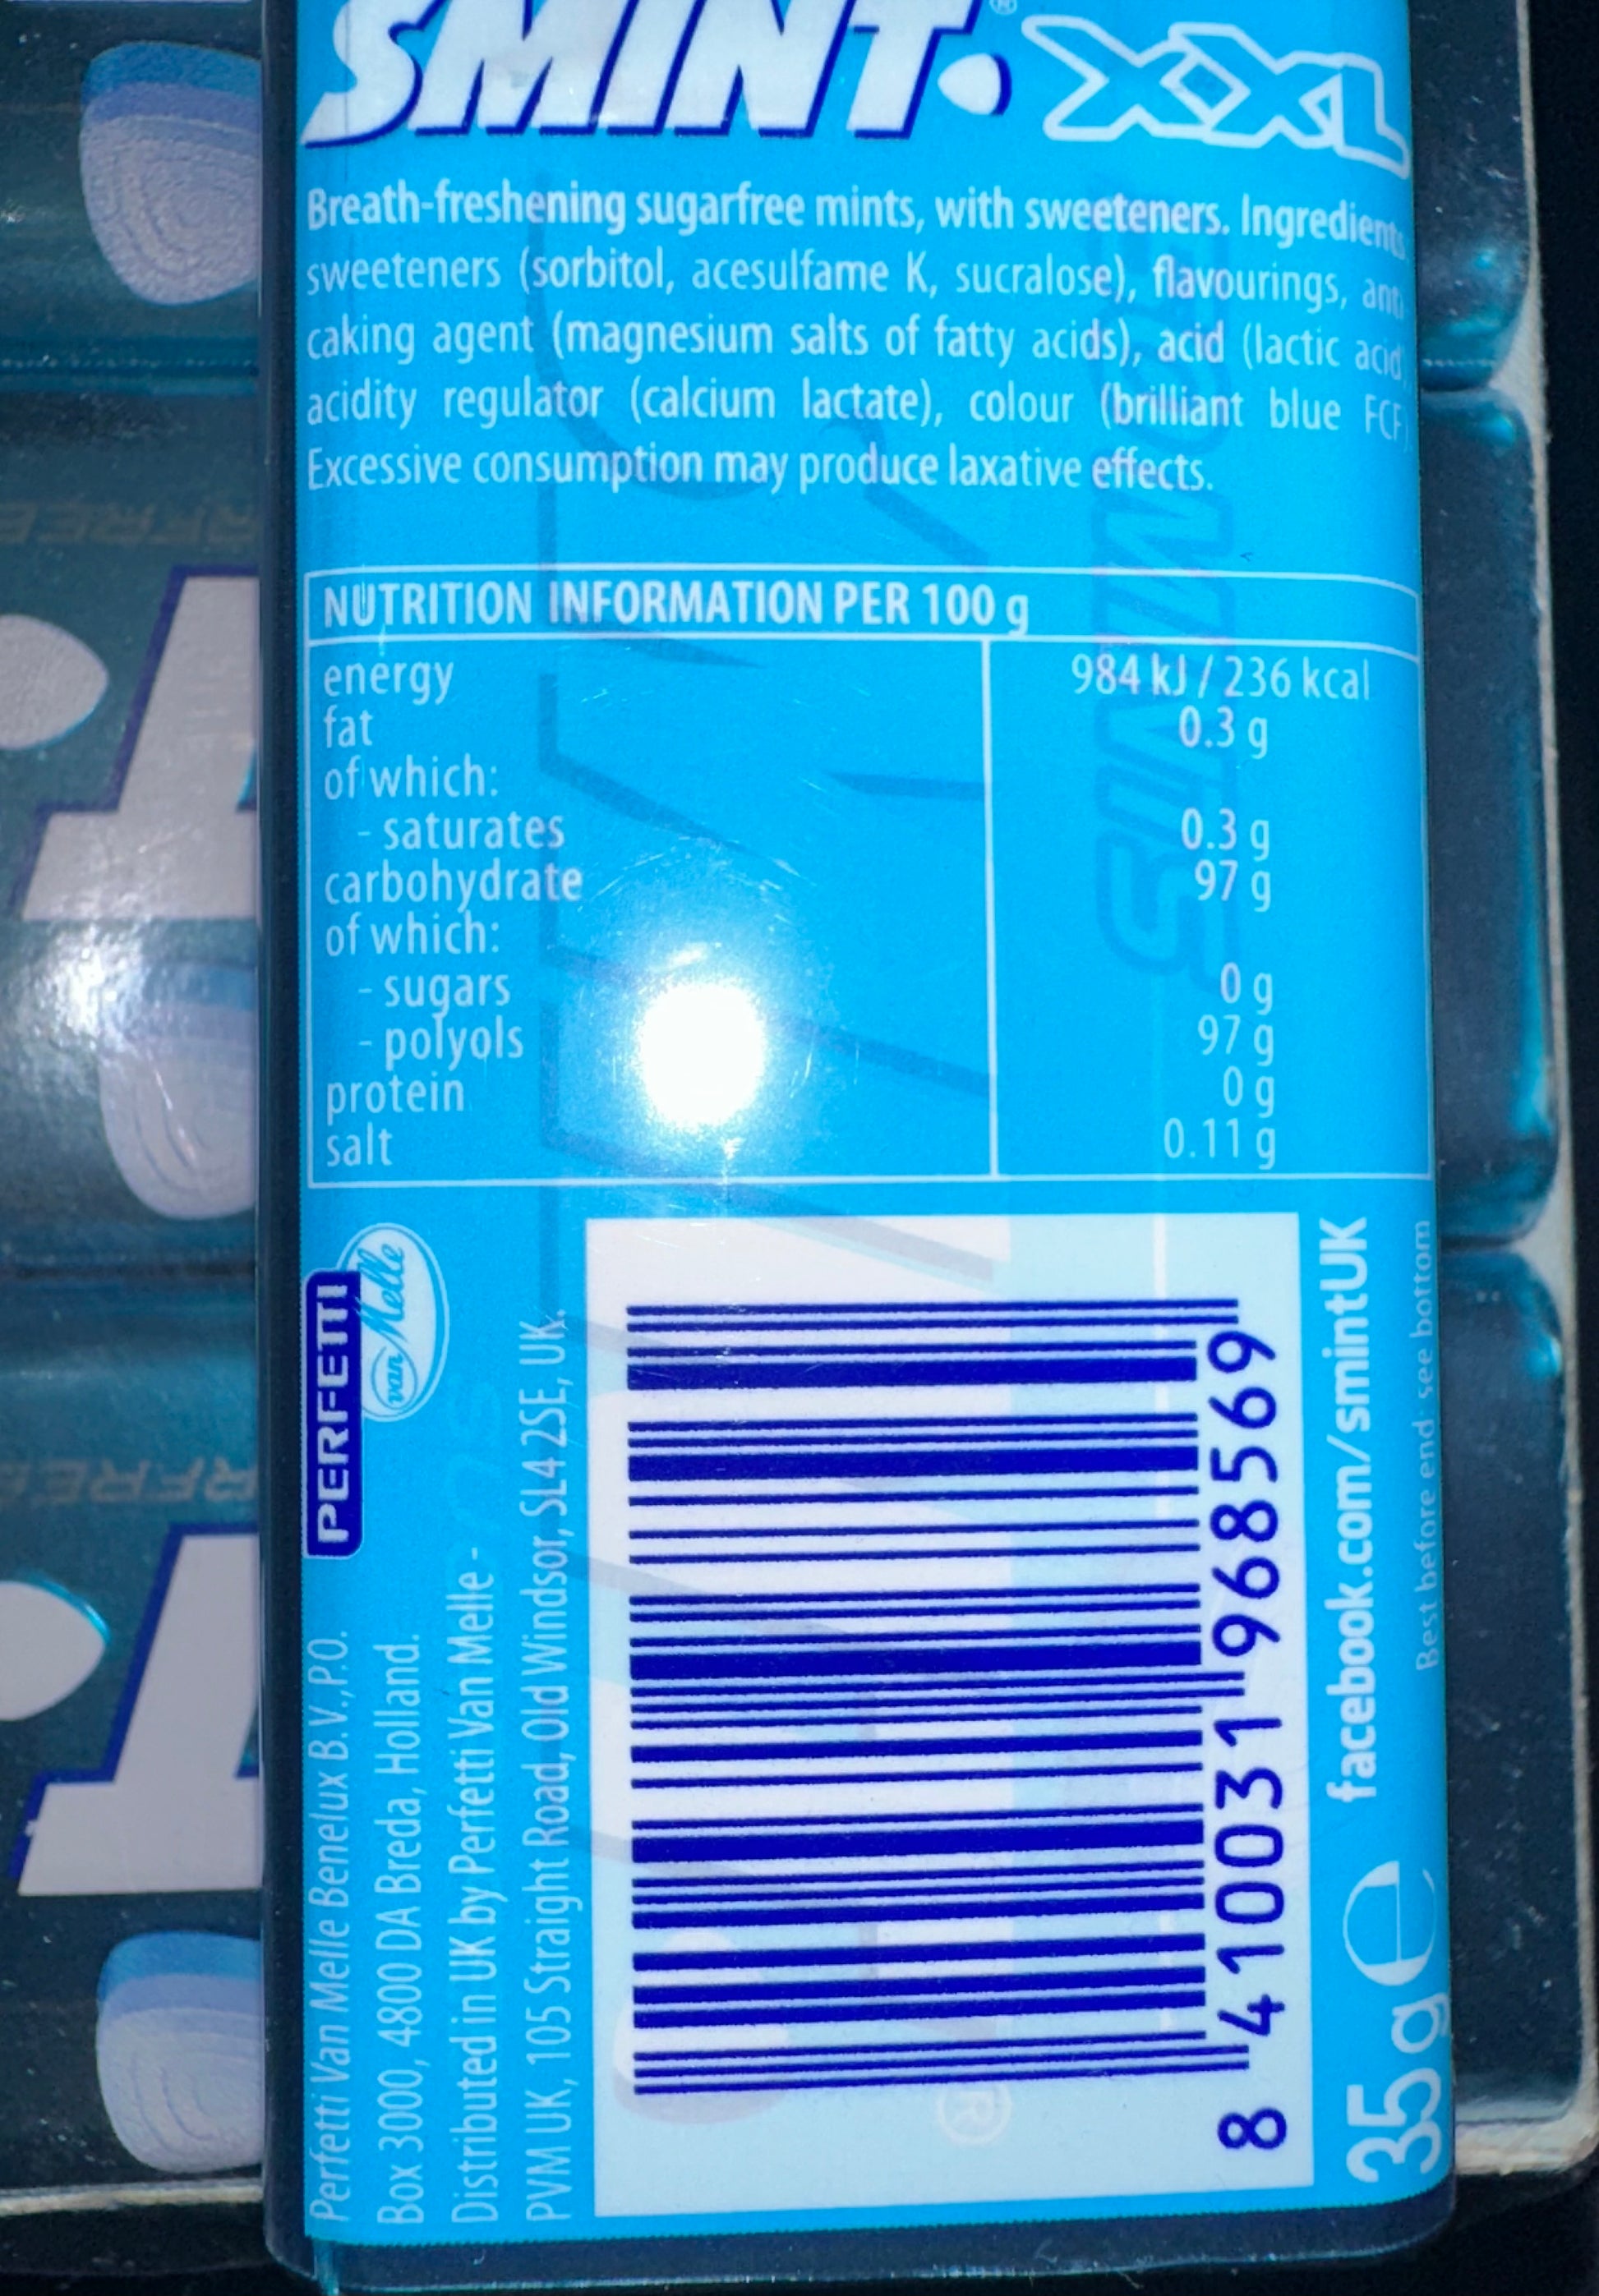 SMINT® XXL
Breath-freshening sugarfree mints, with sweeteners. Ingredients
sweeteners (sorbitol, acesulfame K, sucralose), flavourings, anti
caking agent (magnesium salts of fatty acids), acid (lactic acid)
acidity regulator (calcium lactate), colour (brilliant blue FCF)
Excessive consumption may produce laxative effects.
NUTRITION INFORMATION PER 100 g
energy 984 kJ / 236 kcal
fat 0.3 g
of which:
- saturates 0.3 g
carbohydrate 97 g
of which:
- sugars 0 g
- polyols 97 g
protein 0 g
salt 0.11 g
PERFETTI
van Melle
Perfetti Van Melle Benelux B.V.,P.O.
Box 3000, 4800 DA Breda, Holland.
Distributed in UK by Perfetti Van Melle -
PVM UK, 105 Straight Road, Old Windsor, SL4 2SE, UK.
8 410031 968569
facebook.com/smintUK
Best before end: see bottom
35 g e
®
MINTS